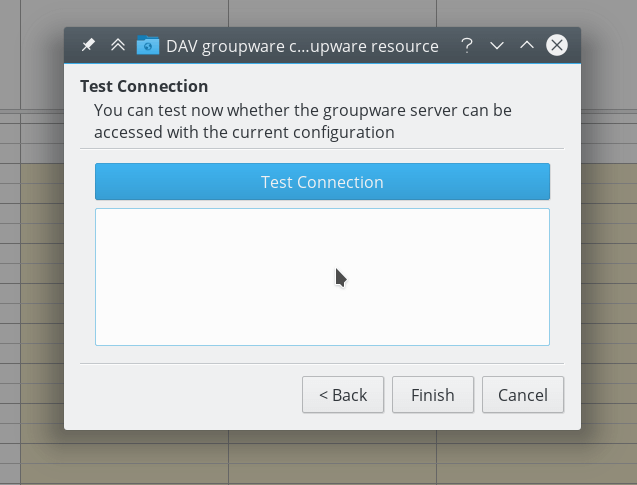 DAV groupware c...upware resource
Test Connection
You can test now whether the groupware server can be
accessed with the current configuration
Test Connection
< Back Finish Cancel